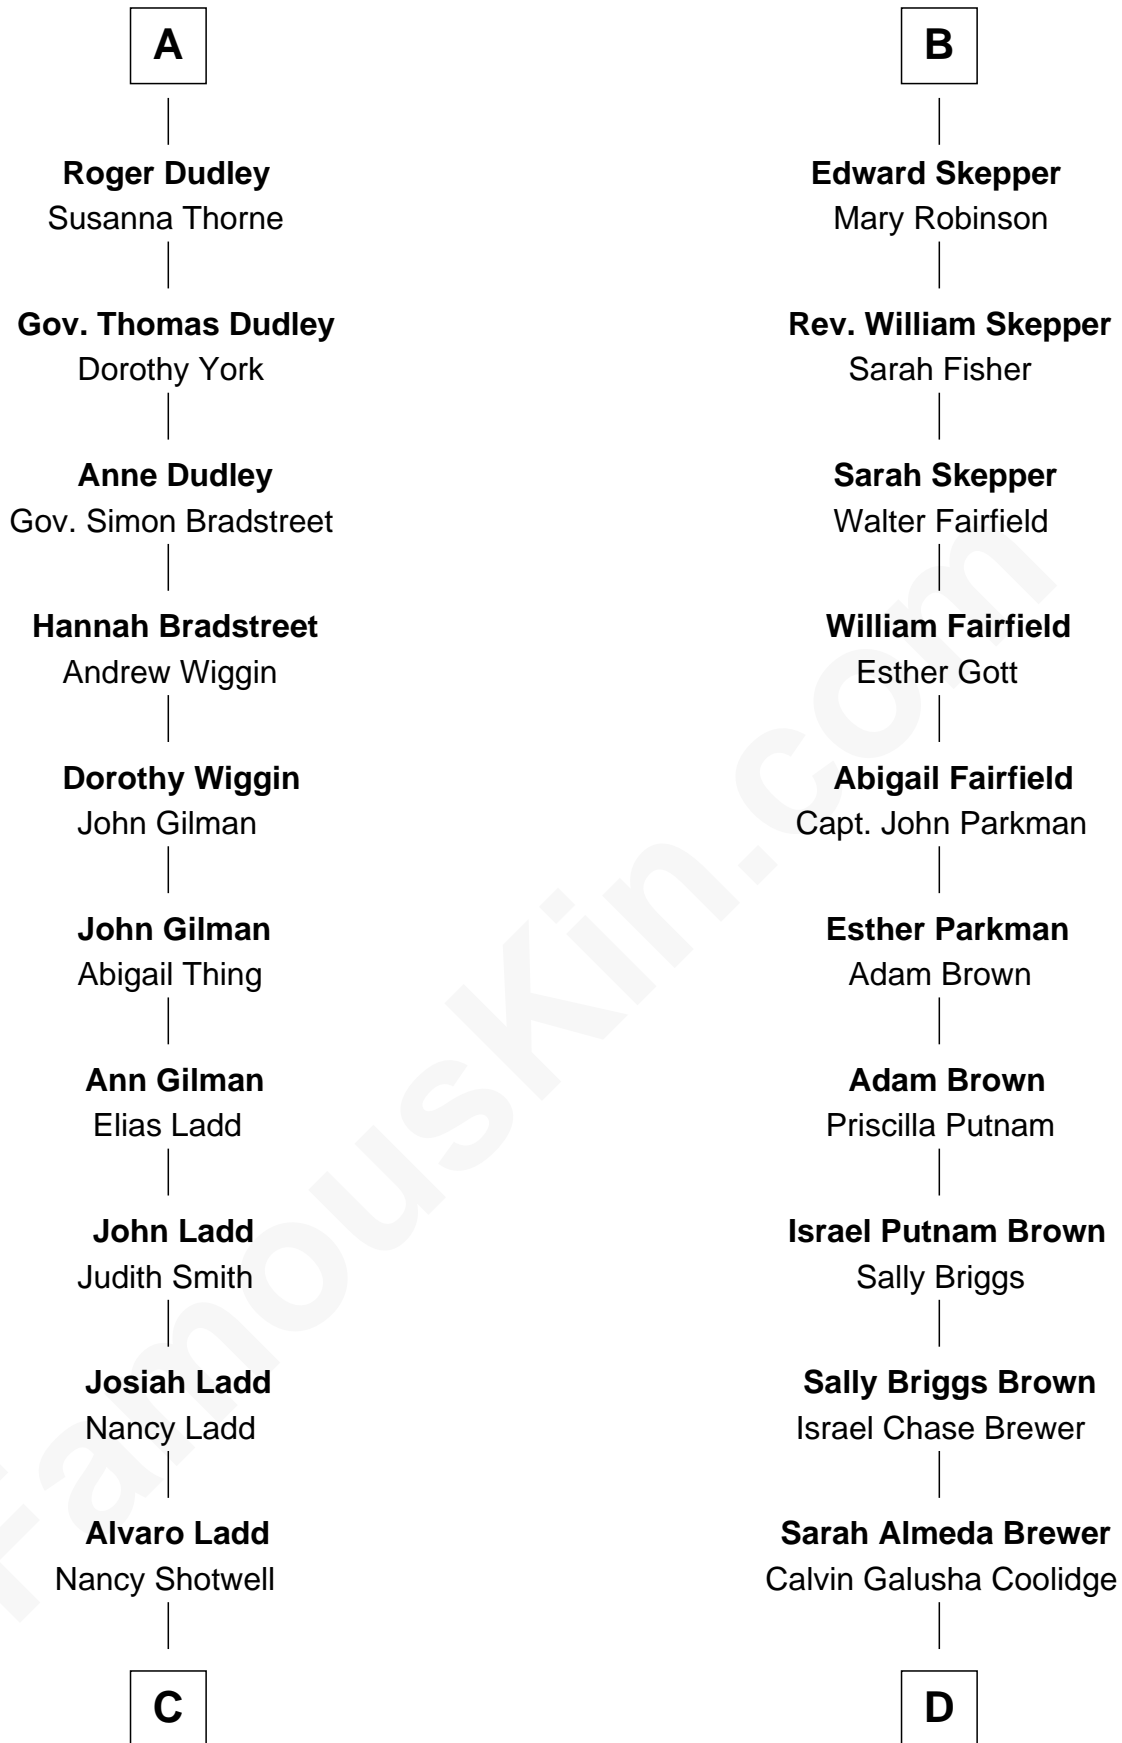 A
Roger Dudley
Susanna Thorne
Gov. Thomas Dudley
Dorothy York
Anne Dudley
Gov. Simon Bradstreet
Hannah Bradstreet
Andrew Wiggin
Dorothy Wiggin
John Gilman
John Gilman
Abigail Thing
Ann Gilman
Elias Ladd
John Ladd
Judith Smith
Josiah Ladd
Nancy Ladd
Alvaro Ladd
Nancy Shotwell
C
B
Edward Skepper
Mary Robinson
Rev. William Skepper
Sarah Fisher
Sarah Skepper
Walter Fairfield
William Fairfield
Esther Gott
Abigail Fairfield
Capt. John Parkman
Esther Parkman
Adam Brown
Adam Brown
Priscilla Putnam
Israel Putnam Brown
Sally Briggs
Sally Briggs Brown
Israel Chase Brewer
Sarah Almeda Brewer
Calvin Galusha Coolidge
D
FamousKin.com